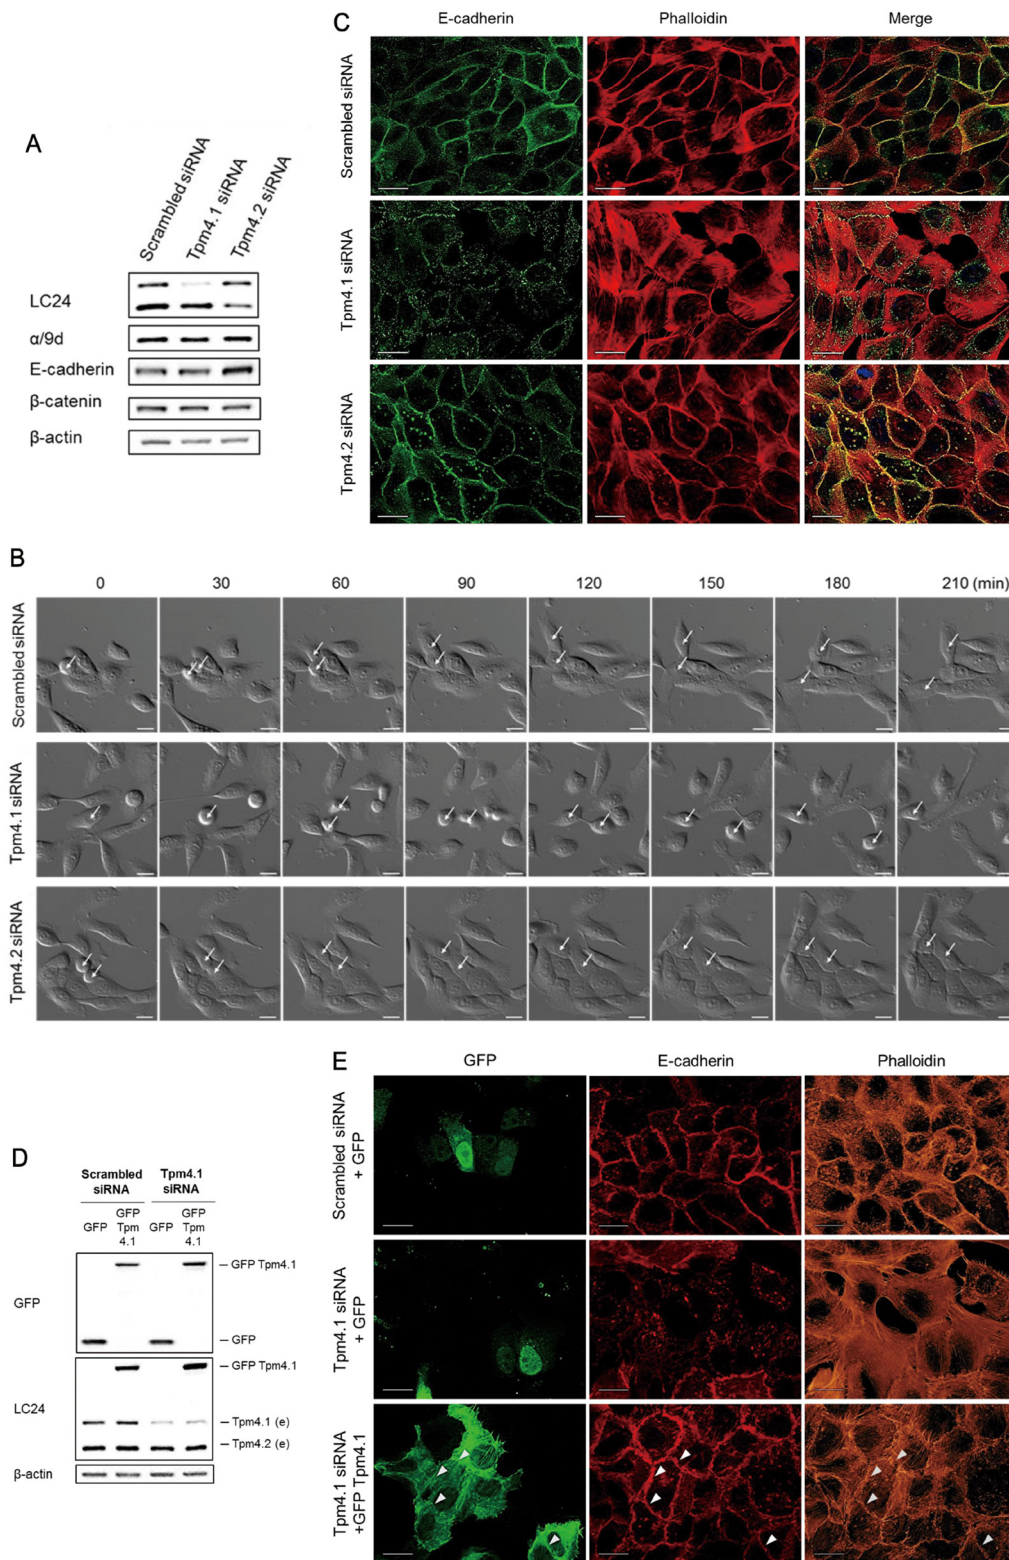 A
Scrambled siRNA
Tpm4.1 siRNA
Tpm4.2 siRNA
LC24
α/9d
E-cadherin
β-catenin
β-actin
C
E-cadherin
Phalloidin
Merge
Scrambled siRNA
Tpm4.1 siRNA
Tpm4.2 siRNA
B
0
30
60
90
120
150
180
210 (min)
Scrambled siRNA
Tpm4.1 siRNA
Tpm4.2 siRNA
D
Scrambled
siRNA
Tpm4.1
siRNA
GFP
GFP
Tpm
4.1
GFP
GFP
Tpm
4.1
GFP
GFP Tpm4.1
GFP
LC24
GFP Tpm4.1
Tpm4.1 (e)
Tpm4.2 (e)
β-actin
E
GFP
E-cadherin
Phalloidin
Scrambled siRNA
+ GFP
Tpm4.1 siRNA
+ GFP
Tpm4.1 siRNA
+GFP Tpm4.1